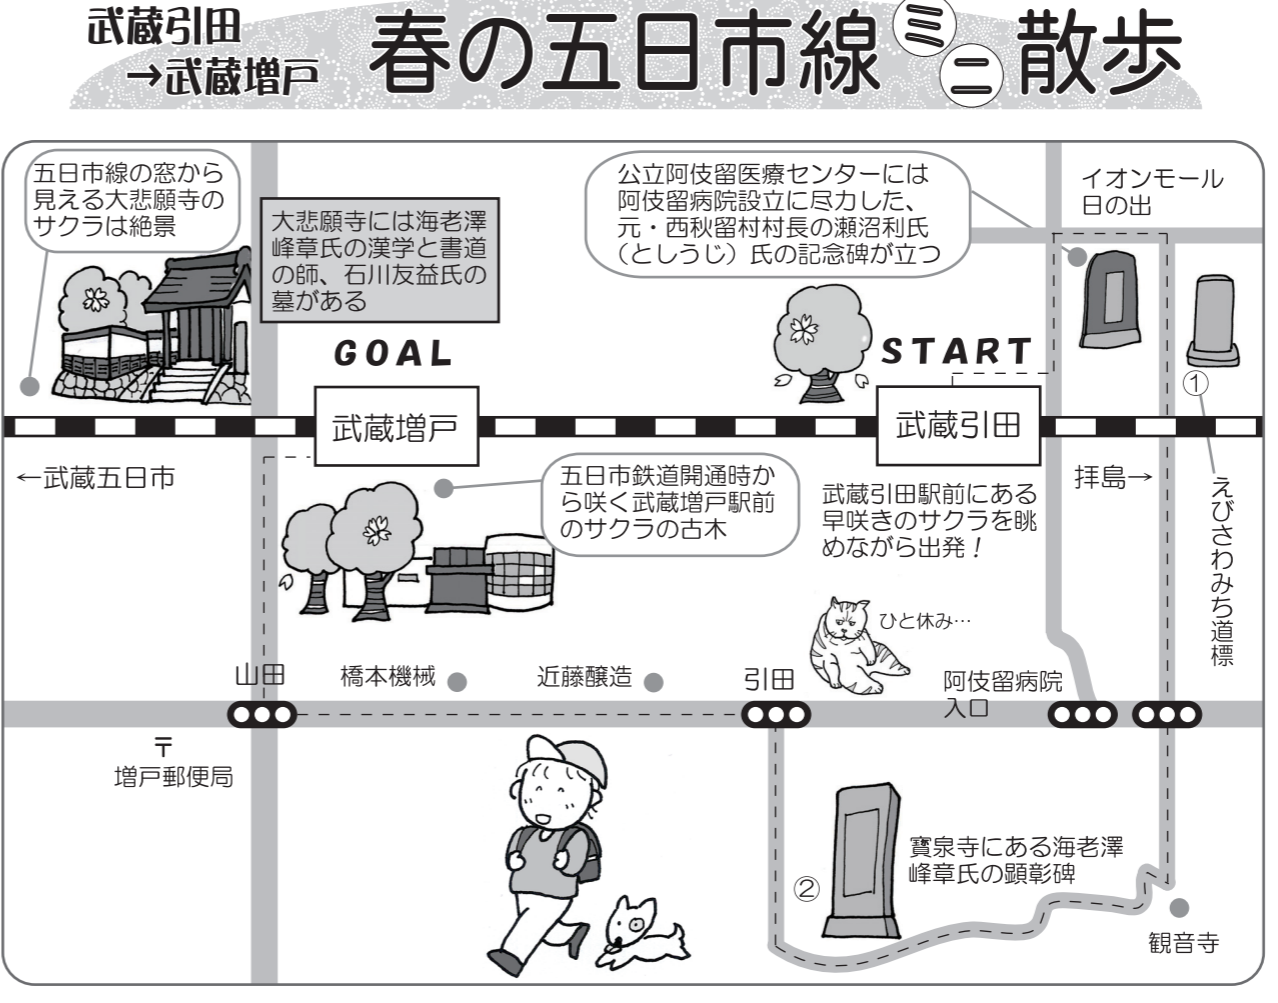 武蔵引田
→武蔵増戸
春の五日市線ミニ散歩
五日市線の窓から
見える大悲願寺の
サクラは絶景
大悲願寺には海老澤
峰章氏の漢学と書道
の師、石川友益氏の
墓がある
公立阿伎留医療センターには
阿伎留病院設立に尽力した、
元・西秋留村村長の瀬沼利氏
（としうじ）氏の記念碑が立つ
イオンモール
日の出
GOAL
START
①
武蔵増戸
武蔵引田
←武蔵五日市
拝島→
えびさわみち道標
五日市鉄道開通時か
ら咲く武蔵増戸駅前
のサクラの古木
武蔵引田駅前にある
早咲きのサクラを眺
めながら出発！
ひと休み…
山田
橋本機械
近藤醸造
引田
阿伎留病院
入口
〒
増戸郵便局
②
寳泉寺にある海老澤
峰章氏の顕彰碑
観音寺